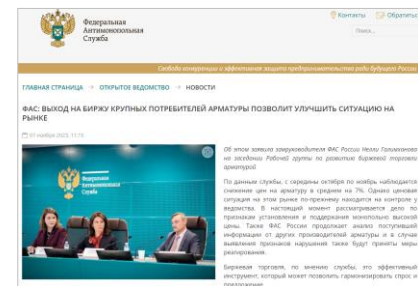 Федеральная
Антимонопольная
Служба
Контакты
Обратитьс
Поиск...
Свобода конкуренции и эффективная защита предпринимательства ради будущего России
ГЛАВНАЯ СТРАНИЦА → ОТКРЫТОЕ ВЕДОМСТВО → НОВОСТИ
ФАС: ВЫХОД НА БИРЖУ КРУПНЫХ ПОТРЕБИТЕЛЕЙ АРМАТУРЫ ПОЗВОЛИТ УЛУЧШИТЬ СИТУАЦИЮ НА
РЫНКЕ
ноября 2023,
Об этом заявила замруководителя ФАС России Нелли Галимханова
на заседании Рабочей группы по развитию биржевой торговли
арматурой
По данным службы, с середины октября по ноябрь наблюдается
снижение цен на арматуру в среднем на 7%. Однако ценовая
ситуация на этом рынке по-прежнему находится на контроле у
ведомства. В настоящий момент рассматривается дело по
признакам установления и поддержания монопольно высокой
цены. Также ФАС России продолжает анализ поступившей
информации от других производителей арматуры и в случае
выявления признаков нарушения также будут приняты меры
реагирования.
Биржевая торговля, по мнению службы, это эффективный
инструмент, который может позволить гармонизировать спрос и
предложение
Федеральная
Антимонопольная
Служба